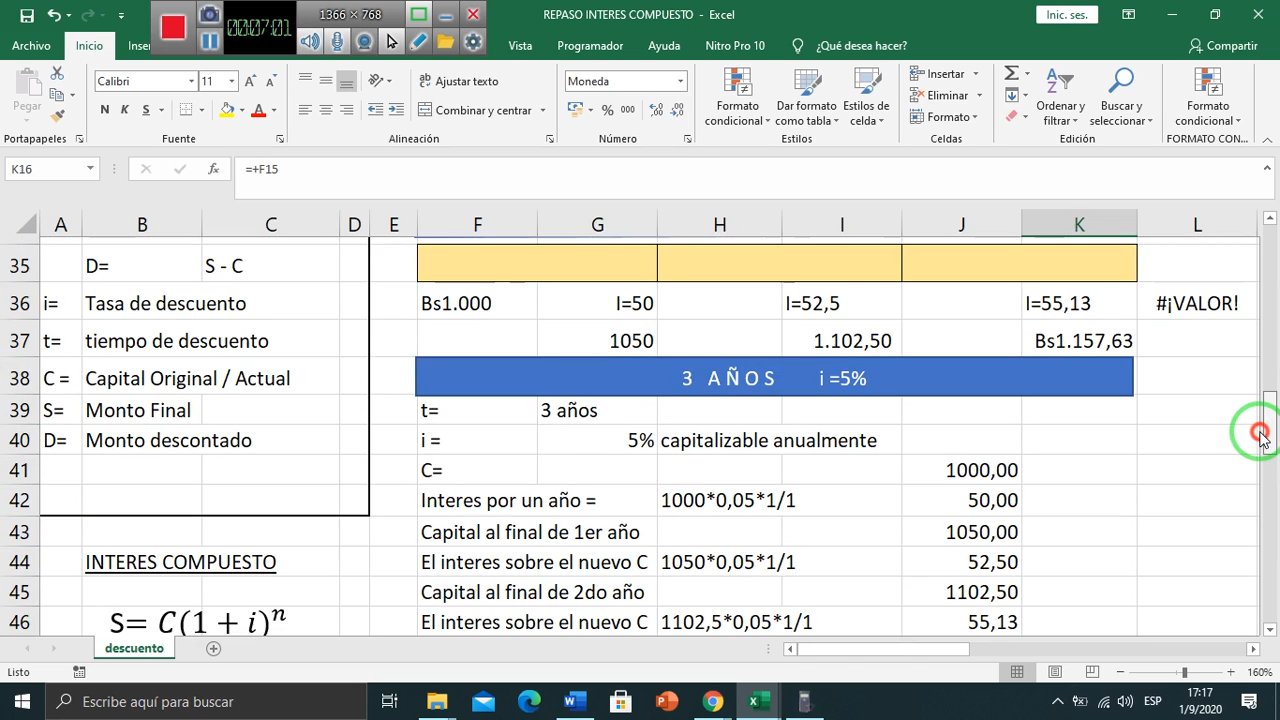 1366 × 768
00:07:01
REPASO INTERES COMPUESTO - Excel
Inic. ses.
Archivo
Inicio
Inser
Vista
Programador
Ayuda
Nitro Pro 10
¿Qué desea hacer?
Compartir
Pegar
Calibri
11
N K S
Ajustar texto
Combinar y centrar
Moneda
% 000
Formato condicional
Dar formato como tabla
Estilos de celda
Insertar
Eliminar
Formato
Ordenar y filtrar
Buscar y seleccionar
Formato condicional
Portapapeles
Fuente
Alineación
Número
Estilos
Celdas
Edición
FORMATO CON...
K16
=+F15
A B C D E F G H I J K L
35 D= S - C
36 i= Tasa de descuento Bs1.000 I=50 I=52,5 I=55,13 #¡VALOR!
37 t= tiempo de descuento 1050 1.102,50 Bs1.157,63
38 C = Capital Original / Actual 3 AÑOS i =5%
39 S= Monto Final t= 3 años
40 D= Monto descontado i = 5% capitalizable anualmente
41 C= 1000,00
42 Interes por un año = 1000*0,05*1/1 50,00
43 Capital al final de 1er año 1050,00
44 INTERES COMPUESTO El interes sobre el nuevo C 1050*0,05*1/1 52,50
45 Capital al final de 2do año 1102,50
46 S= C(1 + i)^n El interes sobre el nuevo C 1102,5*0,05*1/1 55,13
descuento
Listo
160%
Escribe aquí para buscar
ESP
17:17
1/9/2020